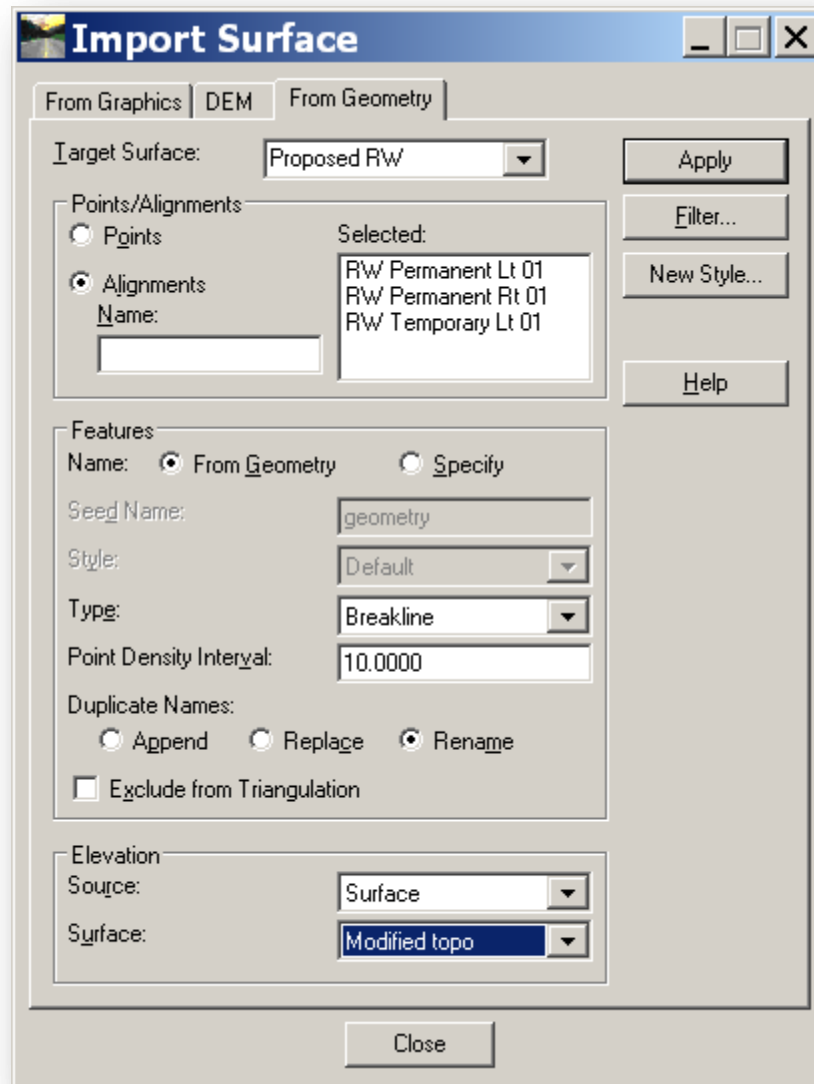 Import Surface
From Graphics
DEM
From Geometry
Target Surface:
Proposed RW
Apply
Filter...
New Style...
Help
Points/Alignments
Points
Alignments
Name:
Selected:
RW Permanent Lt 01
RW Permanent Rt 01
RW Temporary Lt 01
Features
Name:
From Geometry
Specify
Seed Name:
geometry
Style:
Default
Type:
Breakline
Point Density Interval:
10.0000
Duplicate Names:
Append
Replace
Rename
Exclude from Triangulation
Elevation
Source:
Surface
Surface:
Modified topo
Close